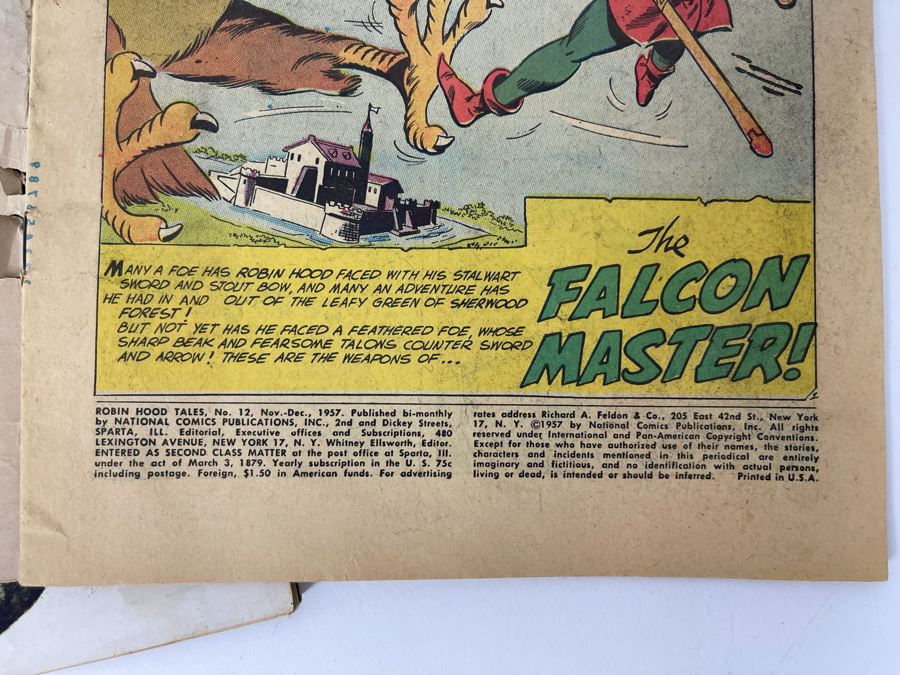 MANY A FOE HAS ROBIN HOOD FACED WITH HIS STALWART
SWORD AND STOUT BOW, AND MANY AN ADVENTURE HAS
HE HAD IN AND OUT OF THE LEAFY GREEN OF SHERWOOD
FOREST!
BUT NOT YET HAS HE FACED A FEATHERED FOE, WHOSE
SHARP BEAK AND FEARSOME TALONS COUNTER SWORD
AND ARROW! THESE ARE THE WEAPONS OF...
The
FALCON
MASTER!
ROBIN HOOD TALES, No. 12, Nov.-Dec., 1957. Published bi-monthly
by NATIONAL COMICS PUBLICATIONS, INC., 2nd and Dickey Streets,
SPARTA, ILL. Editorial, Executive offices and Subscriptions, 480
LEXINGTON AVENUE, NEW YORK 17, N. Y. Whitney Ellsworth, Editor.
ENTERED AS SECOND CLASS MATTER at the post office at Sparta, Ill.
under the act of March 3, 1879. Yearly subscription in the U. S. 75c
including postage. Foreign, $1.50 in American funds. For advertising
rates address Richard A. Feldon & Co., 205 East 42nd St., New York
17, N. Y. ©1957 by National Comics Publications, Inc. All rights
reserved under International and Pan-American Copyright Conventions.
Except for those who have authorized use of their names, the stories,
characters and incidents mentioned in this periodical are entirely
imaginary and fictitious, and no identification with actual persons,
living or dead, is intended or should be inferred. Printed in U.S.A.